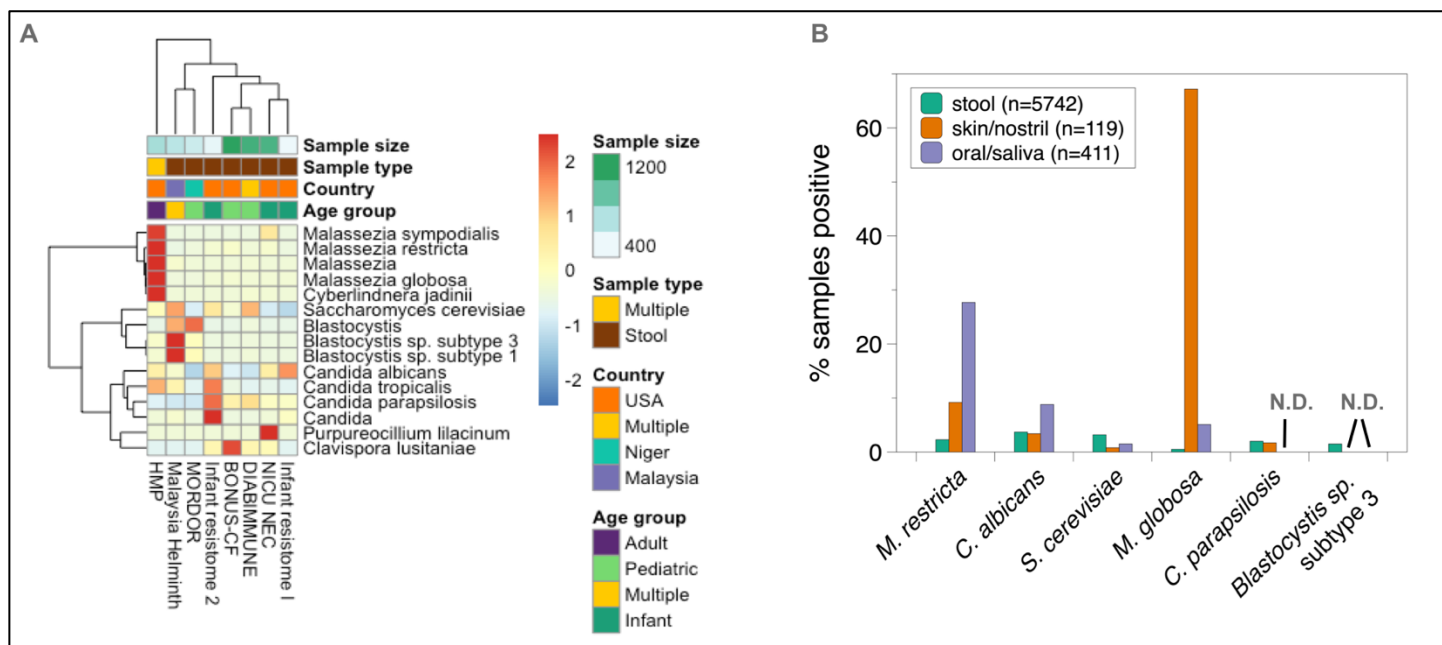 A
Sample size
Sample type
Country
Age group
Malassezia sympodialis
Malassezia restricta
Malassezia
Malassezia globosa
Cyberlindnera jadinii
Saccharomyces cerevisiae
Blastocystis
Blastocystis sp. subtype 3
Blastocystis sp. subtype 1
Candida albicans
Candida tropicalis
Candida parapsilosis
Candida
Purpureocillium lilacinum
Clavispora lusitaniae
HMP
Malaysia Helminth
MORDOR
Infant resistome 2
BONUS-CF
DIABIMMUNE
NICU NEC
Infant resistome I
2
1
0
-1
-2
Sample size
1200
400
Sample type
Multiple
Stool
Country
USA
Multiple
Niger
Malaysia
Age group
Adult
Pediatric
Multiple
Infant
B
stool (n=5742)
skin/nostril (n=119)
oral/saliva (n=411)
% samples positive
60
40
20
0
N.D.
N.D.
M. restricta
C. albicans
S. cerevisiae
M. globosa
C. parapsilosis
Blastocystis sp.
subtype 3